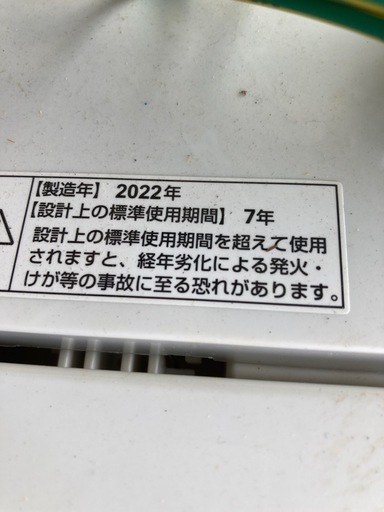 【製造年】 2022年
【設計上の標準使用期間】 7年
設計上の標準使用期間を超えて使用
されますと、経年劣化による発火・
けが等の事故に至る恐れがあります。